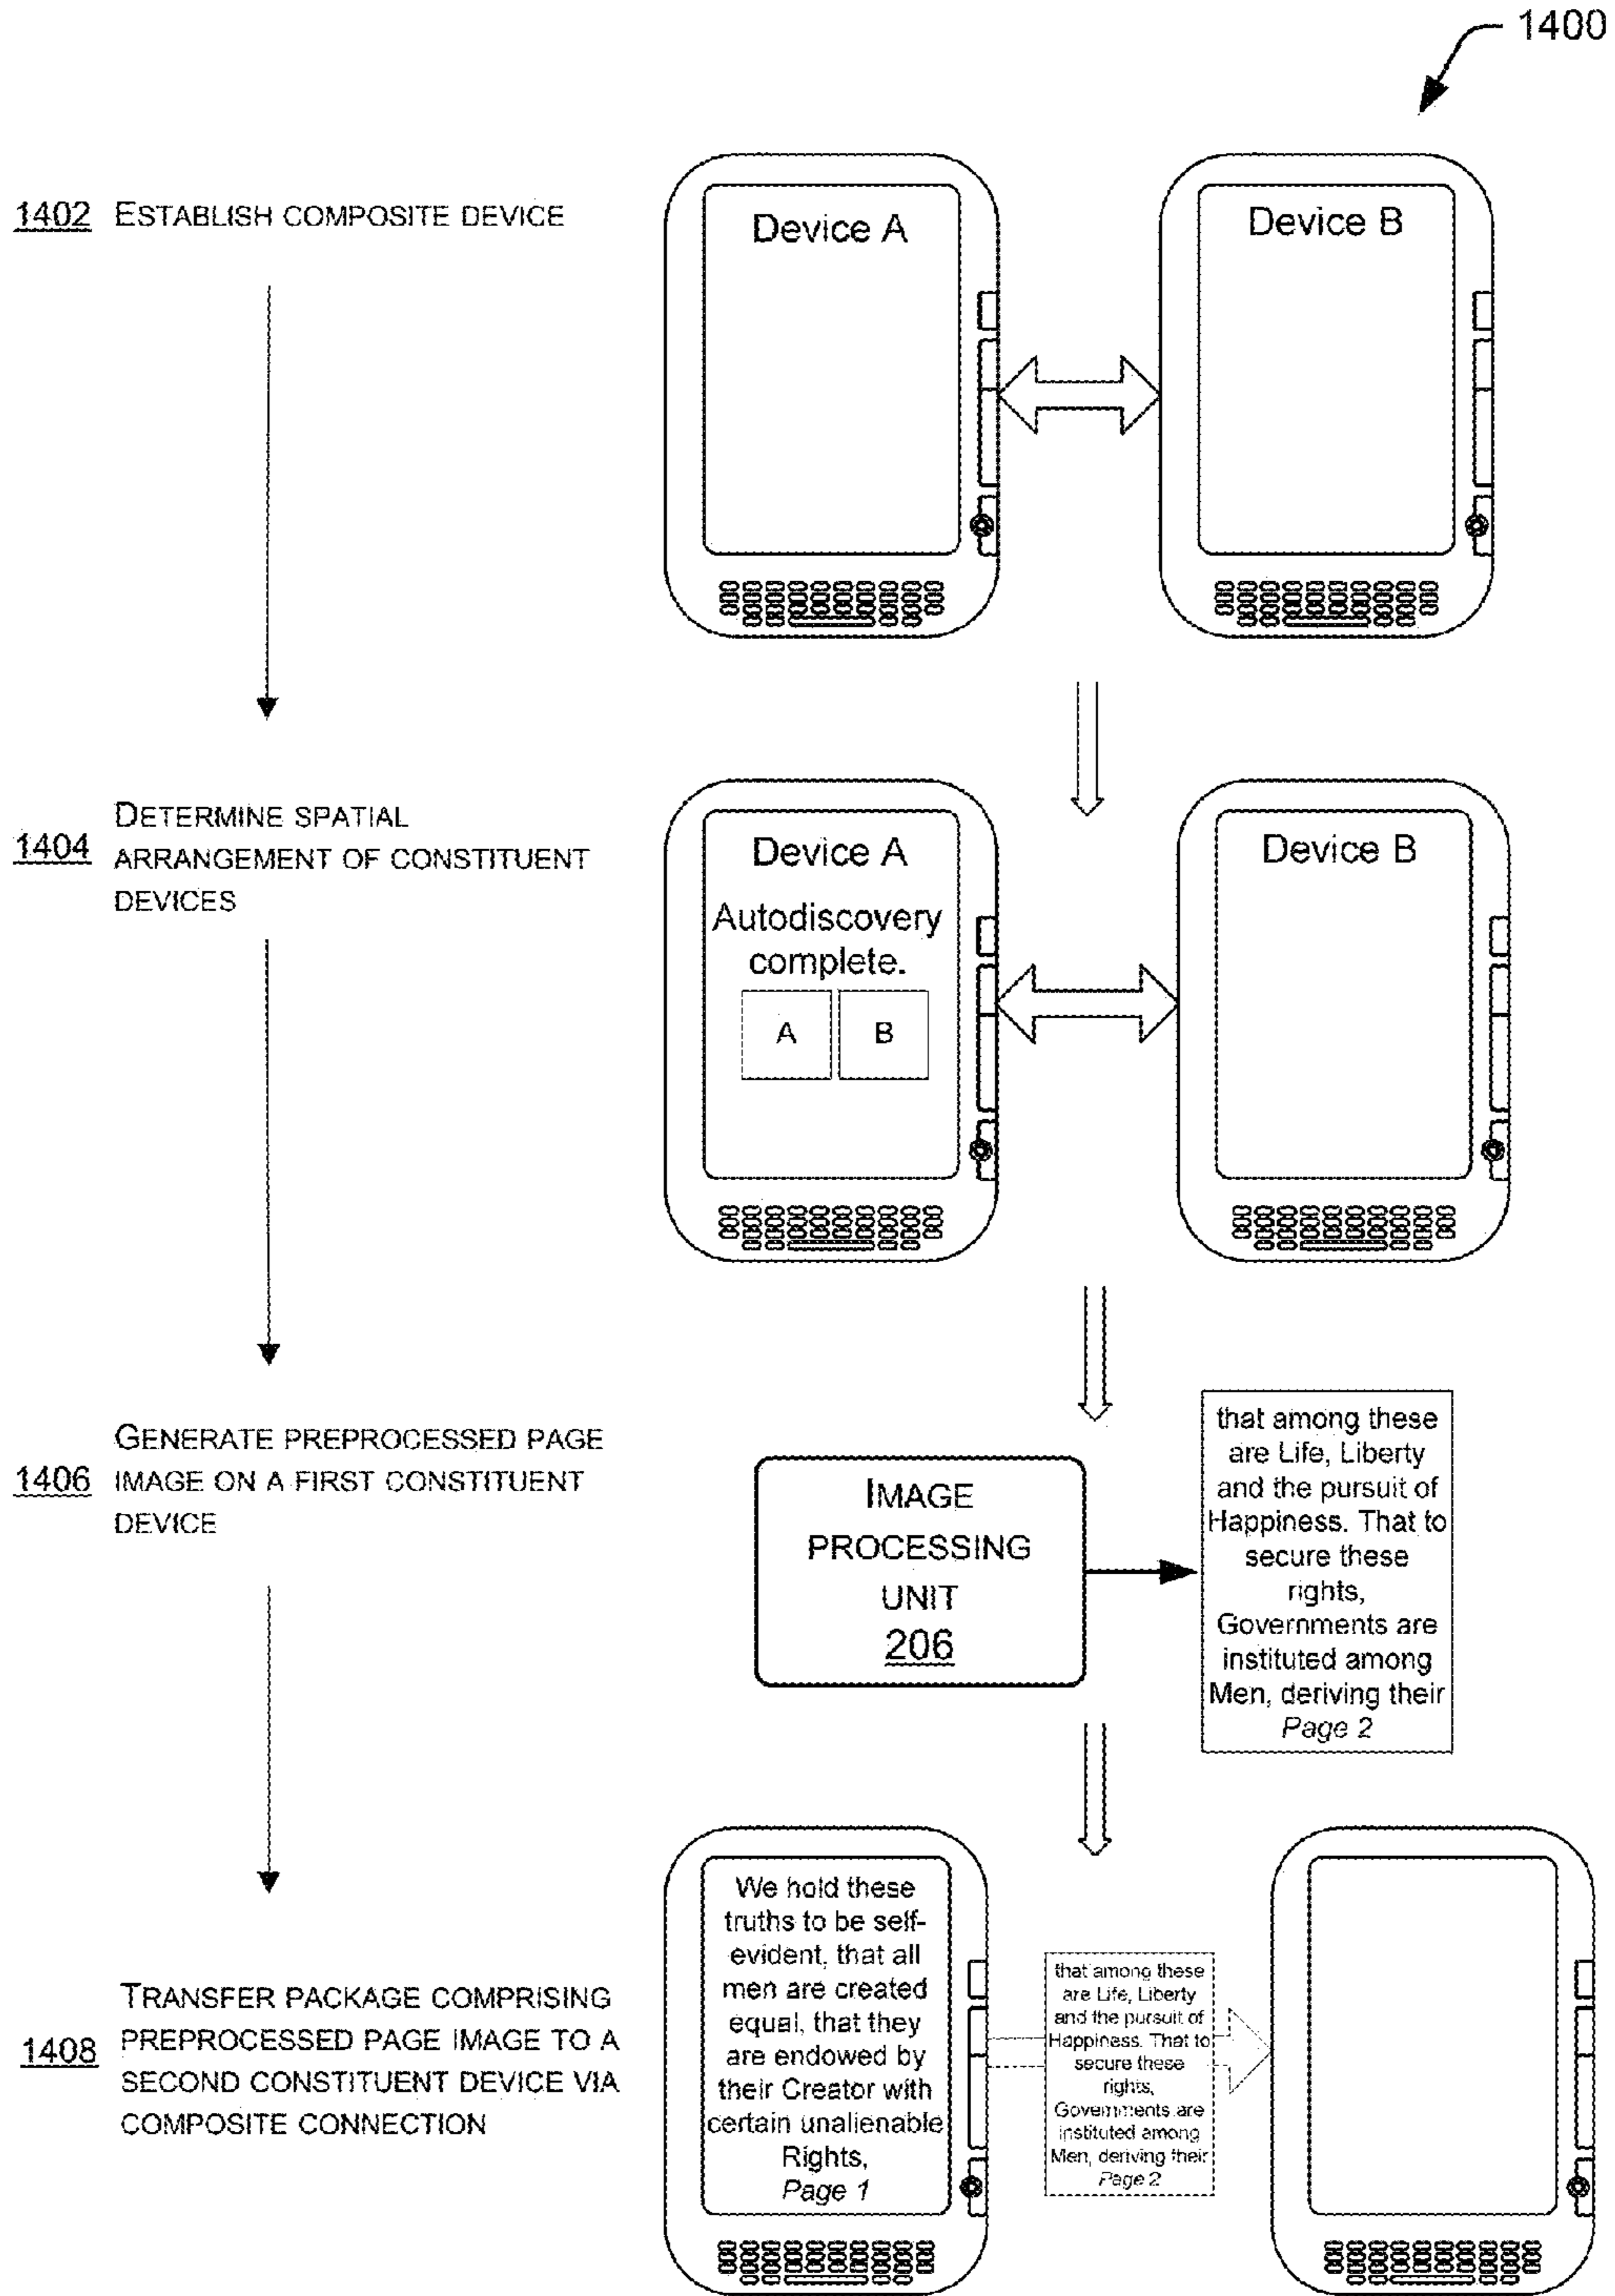 1400
1402 ESTABLISH COMPOSITE DEVICE
Device A
Device B
1404
DETERMINE SPATIAL
ARRANGEMENT OF CONSTITUENT
DEVICES
Device A
Autodiscovery
complete.
A
B
Device B
1406
GENERATE PREPROCESSED PAGE
IMAGE ON A FIRST CONSTITUENT
DEVICE
IMAGE
PROCESSING
UNIT
206
that among these
are Life, Liberty
and the pursuit of
Happiness. That to
secure these
rights,
Governments are
instituted among
Men, deriving their
Page 2
1408
TRANSFER PACKAGE COMPRISING
PREPROCESSED PAGE IMAGE TO A
SECOND CONSTITUENT DEVICE VIA
COMPOSITE CONNECTION
We hold these
truths to be self-
evident, that all
men are created
equal, that they
are endowed by
their Creator with
certain unalienable
Rights,
Page 1
that among these
are Life, Liberty
and the pursuit of
Happiness. That to
secure these
rights,
Governments are
instituted among
Men, deriving their
Page 2